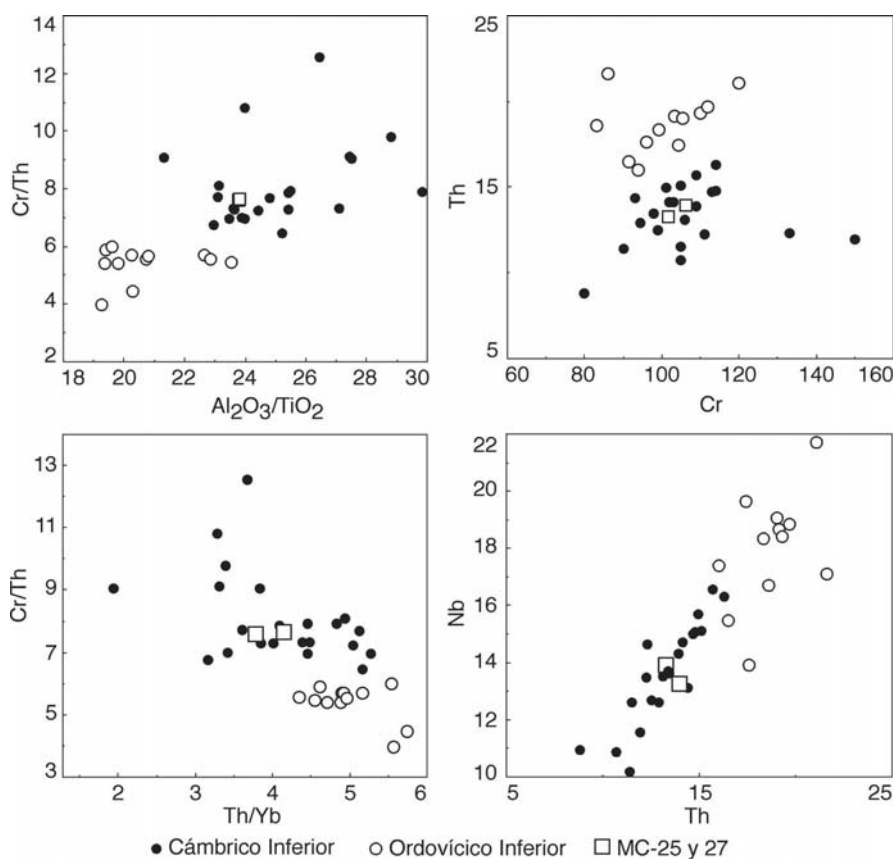 14
12
10
8
6
4
2
Cr/Th
18 20 22 24 26 28 30
Al₂O₃/TiO₂
25
15
5
Th
60 80 100 120 140 160
Cr
13
11
9
7
5
3
Cr/Th
2 3 4 5 6
Th/Yb
22
20
18
16
14
12
10
Nb
5 15 25
Th
Cámbrico Inferior Ordovícico Inferior MC-25 y 27